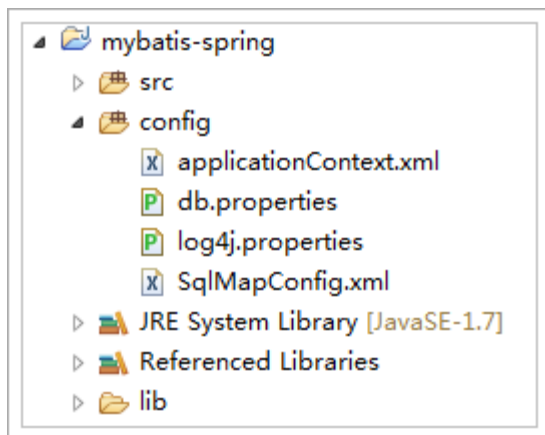 mybatis-spring
src
config
applicationContext.xml
db.properties
log4j.properties
SqlMapConfig.xml
JRE System Library [JavaSE-1.7]
Referenced Libraries
lib